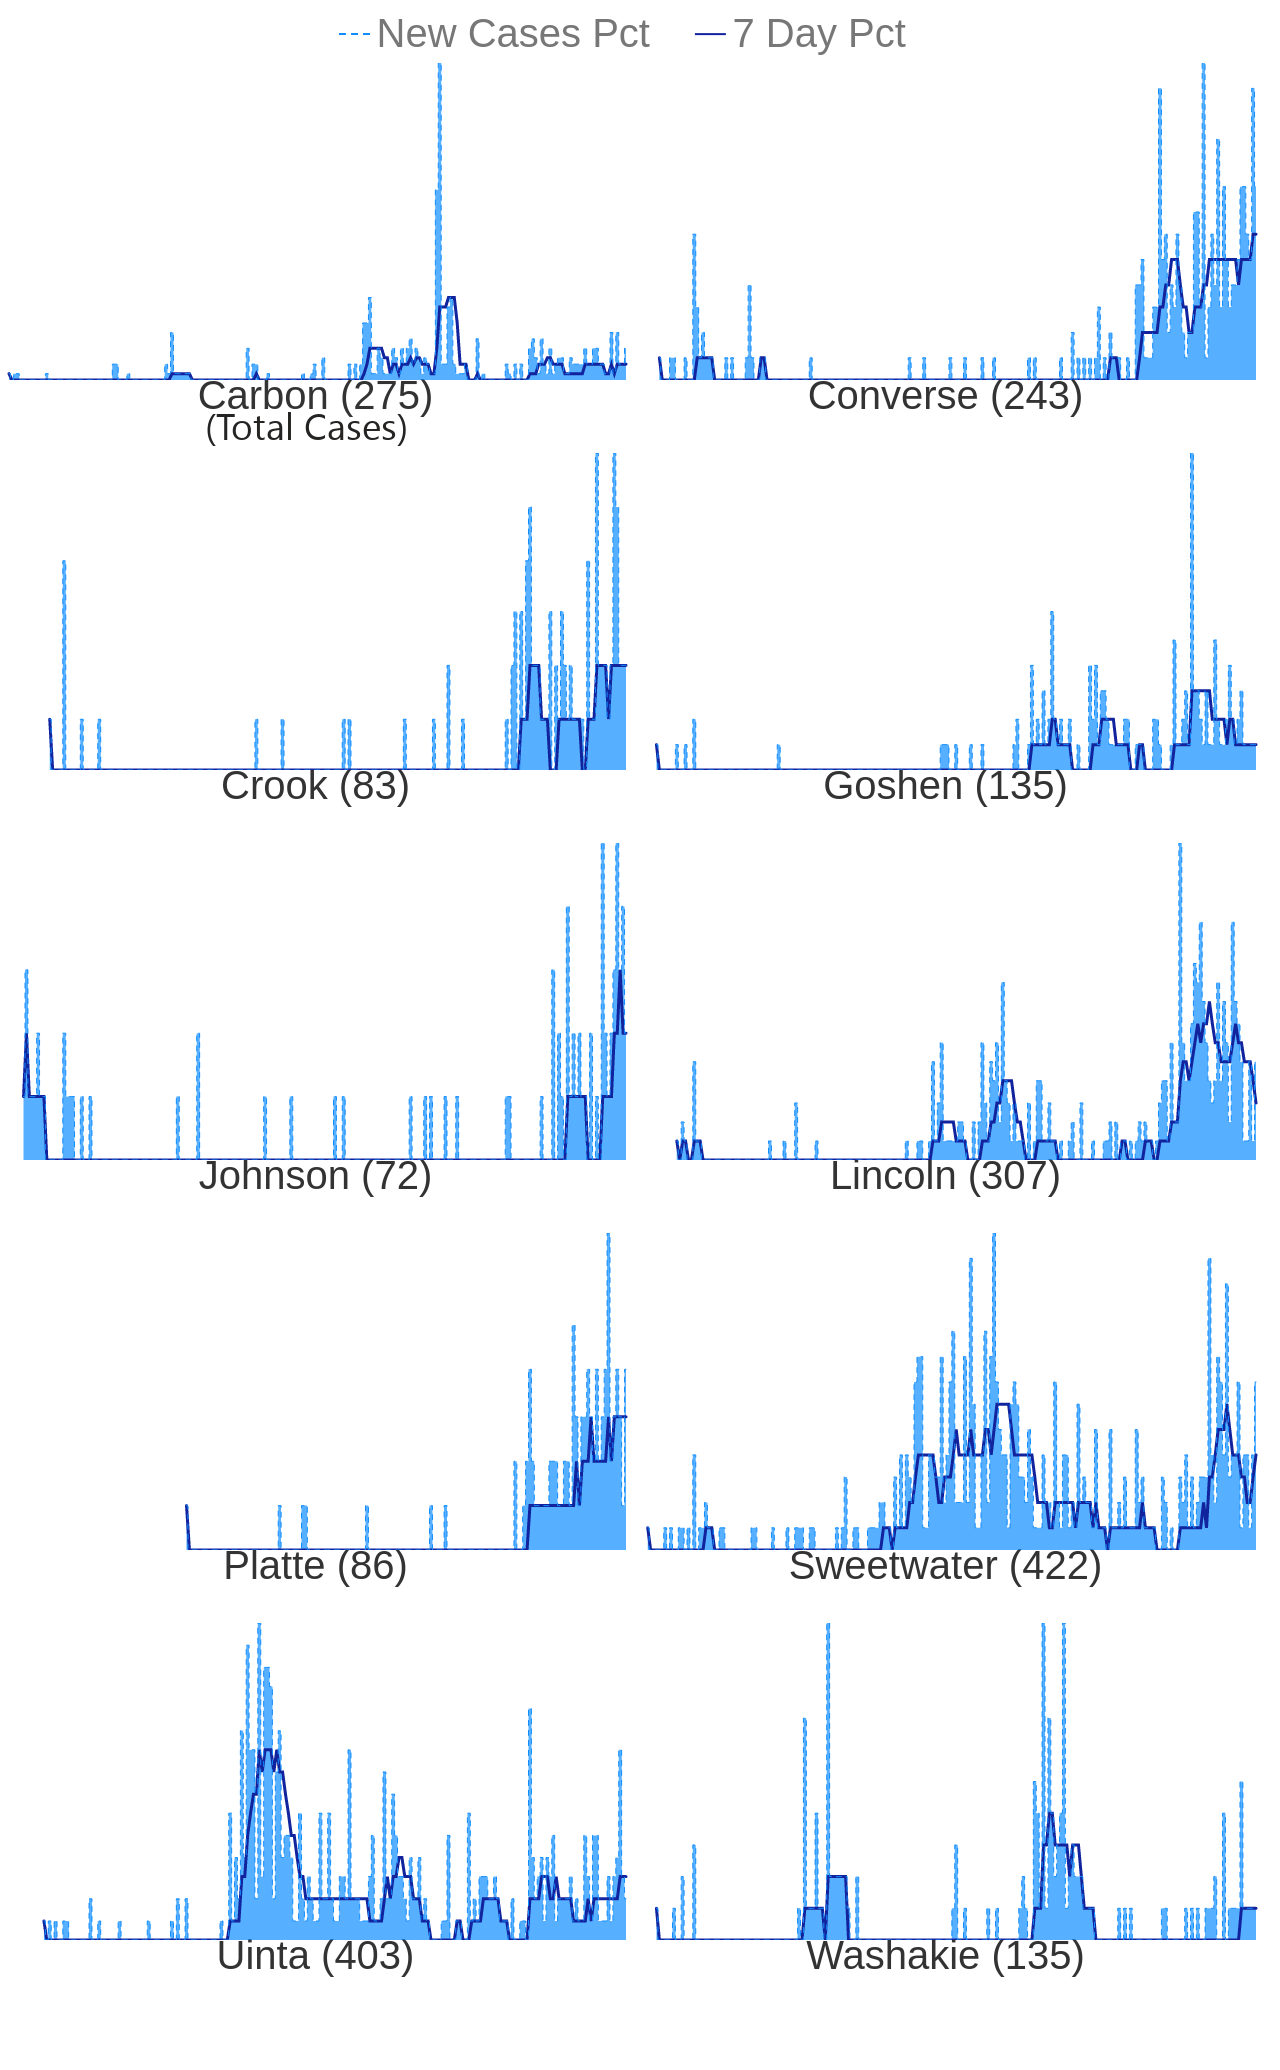 New Cases Pct 7 Day Pct
Carbon (275) Converse (243)
(Total Cases)
Crook (83) Goshen (135)
Johnson (72) Lincoln (307)
Platte (86) Sweetwater (422)
Uinta (403) Washakie (135)